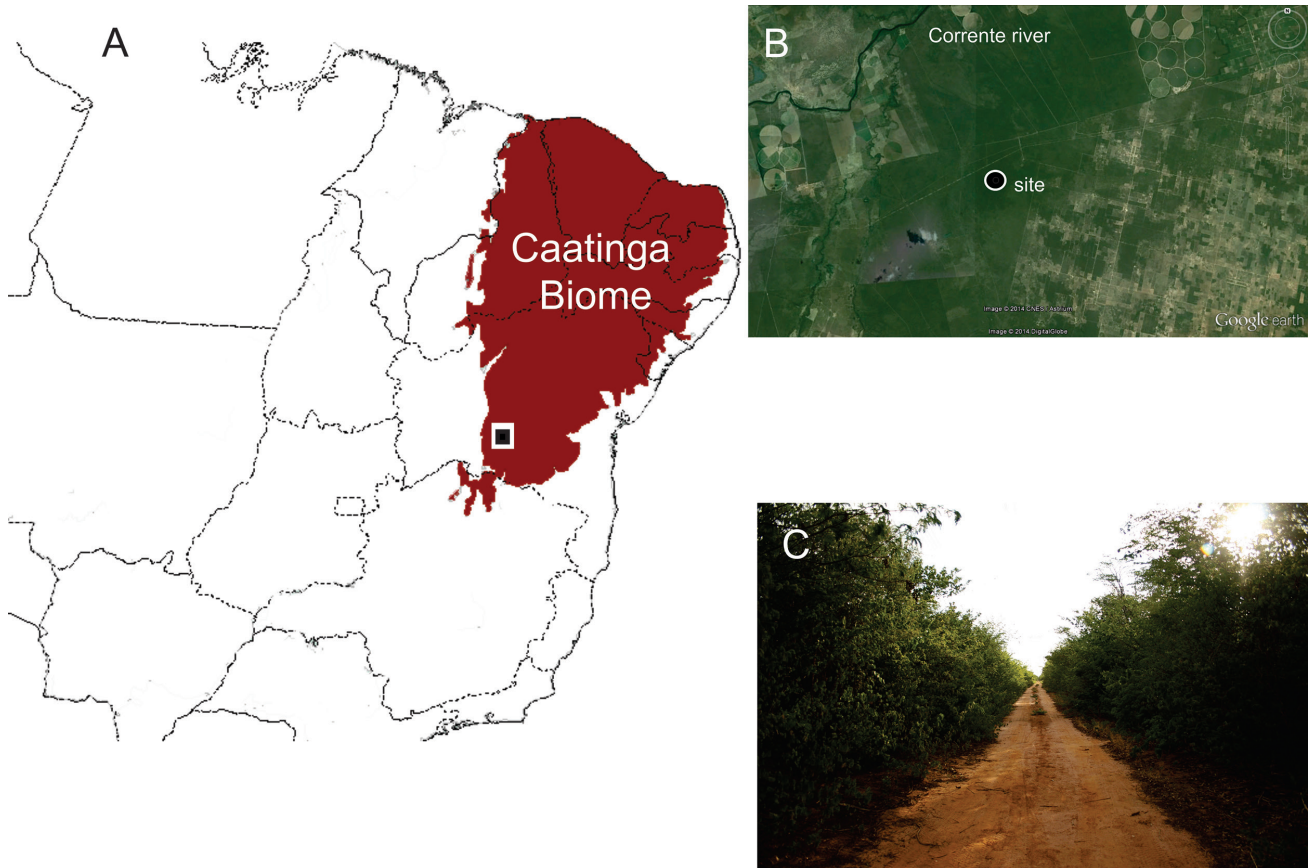 A
Caatinga
Biome
B
Corrente river
site
Image © 2014 CNES / Astrium
Image © 2014 DigitalGlobe
Google earth
C